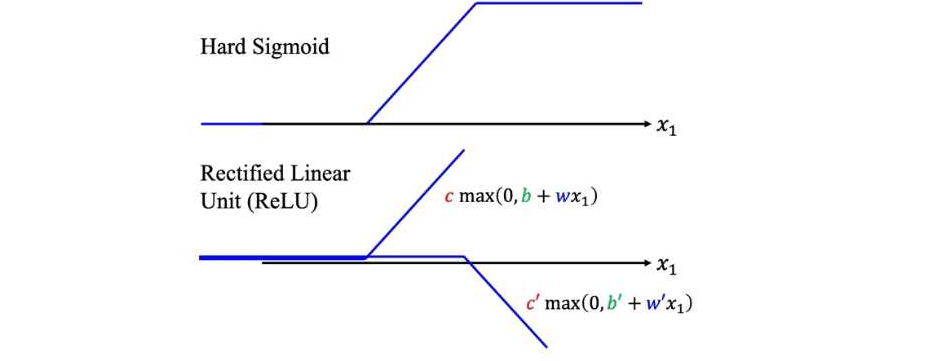 Hard Sigmoid
x₁
Rectified Linear
Unit (ReLU)
c max(0, b + wx₁)
x₁
c′ max(0, b′ + w′x₁)